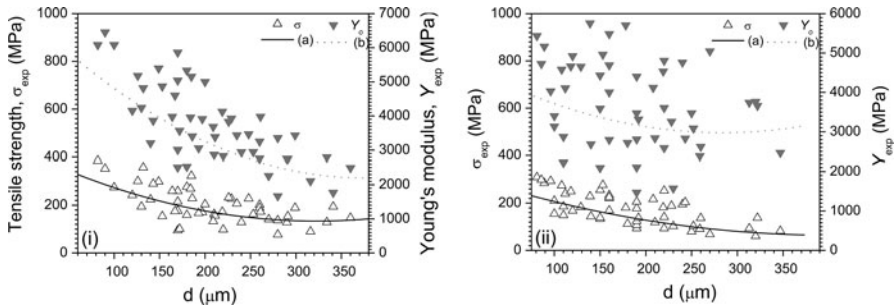 1000
800
600
400
200
0
Tensile strength, σexp (MPa)
σ Yo
(a) (b)
7000
6000
5000
4000
3000
2000
1000
0
Young's modulus, Yexp (MPa)
(i)
100 150 200 250 300 350
d (μm)
1000
800
600
400
200
0
σexp (MPa)
σ Yo
(a) (b)
6000
5000
4000
3000
2000
1000
0
Yexp (MPa)
(ii)
100 150 200 250 300 350 400
d (μm)